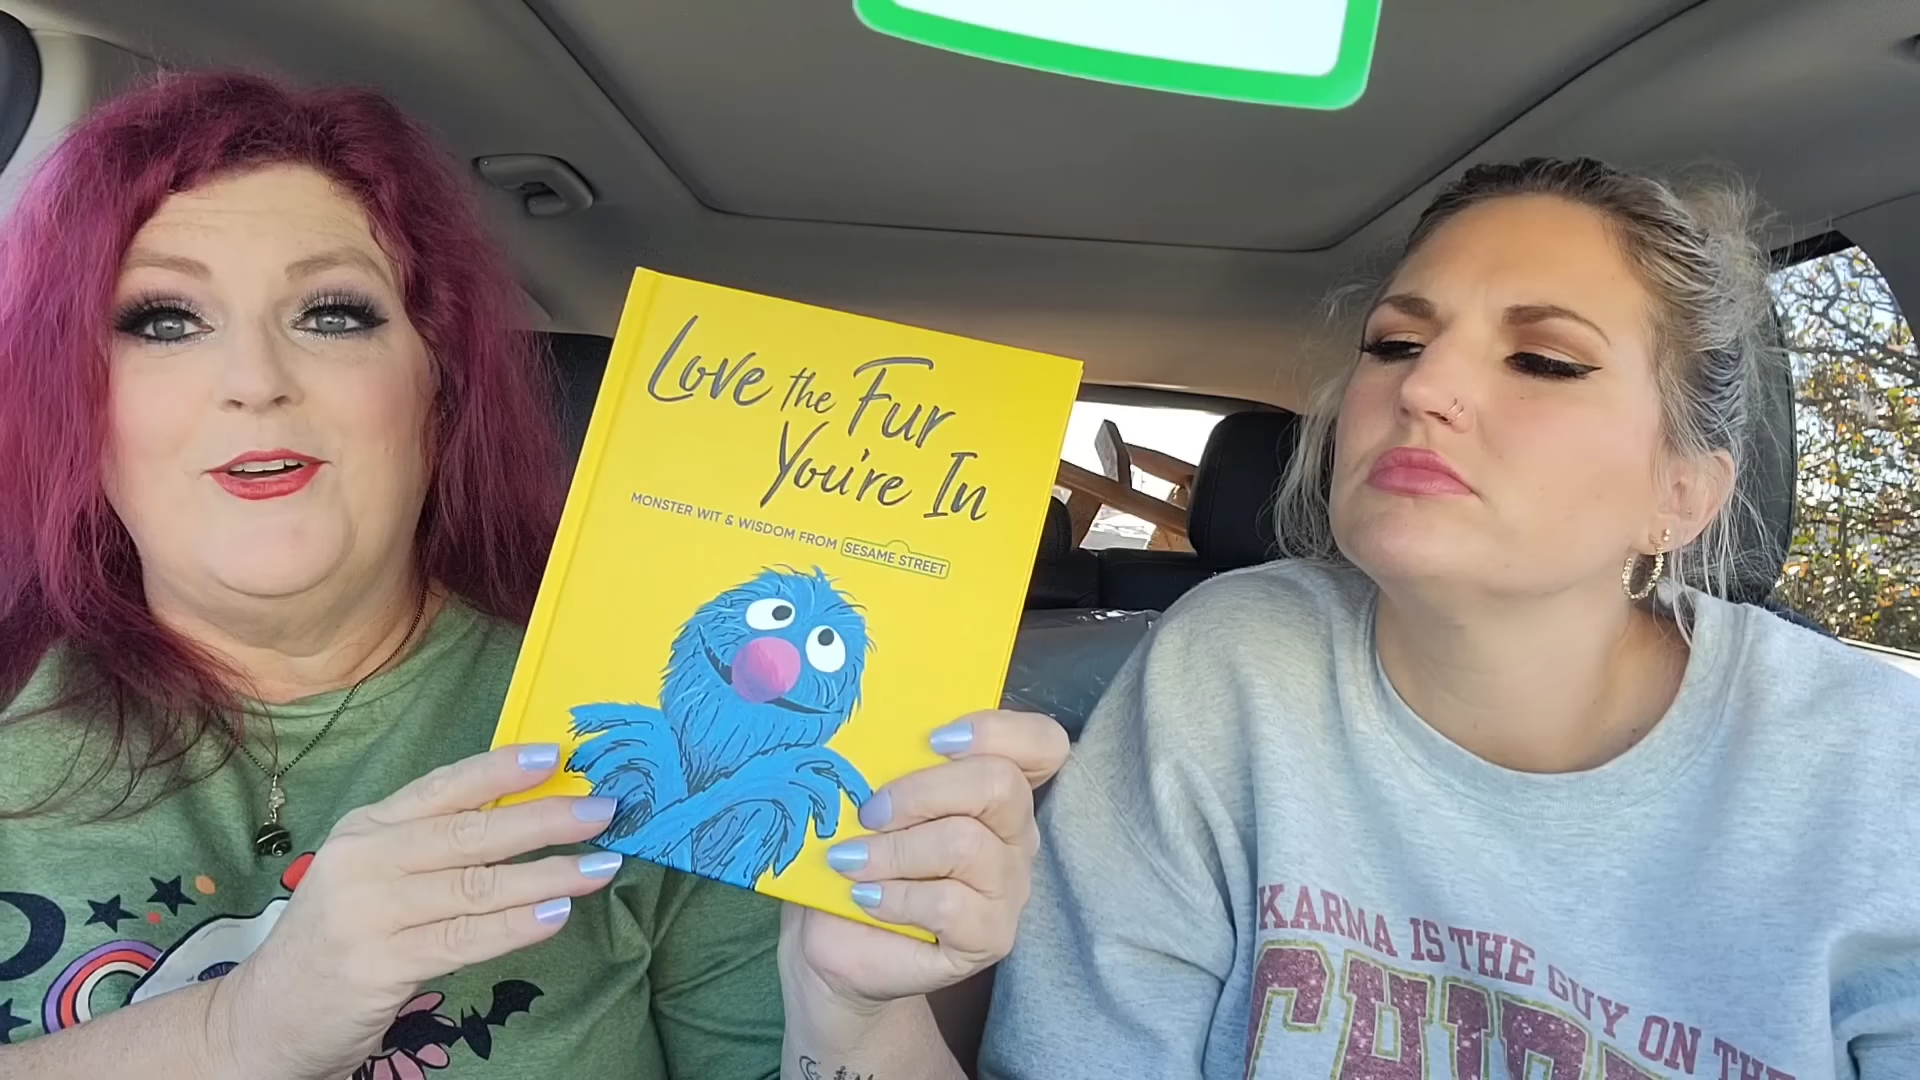 Love the Fur
You're In
MONSTER WIT & WISDOM FROM SESAME STREET
KARMA IS THE GUY ON THE